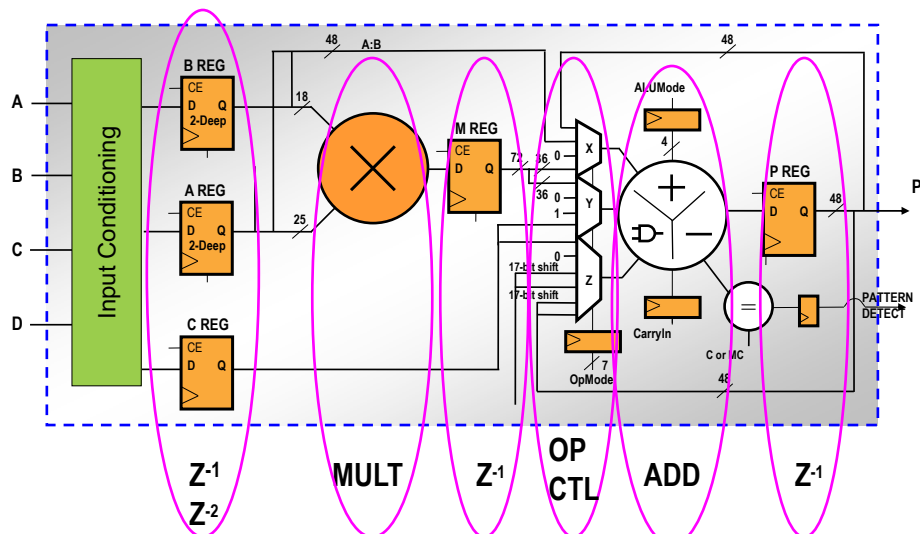 48
A:B
48
B REG
CE
D Q
2-Deep
18
A
B
C
D
Input Conditioning
A REG
CE
D Q
2-Deep
25
C REG
CE
D Q
M REG
CE
D Q
72
36
36
0
X
0
1
Y
0
17-bit shift
17-bit shift
Z
ALUMode
4
+
−
=
CarryIn
OpMode
7
C or MC
P REG
CE
D Q
48
P
PATTERN
DETECT
48
Z-1
Z-2
MULT
Z-1
OP
CTL
ADD
Z-1